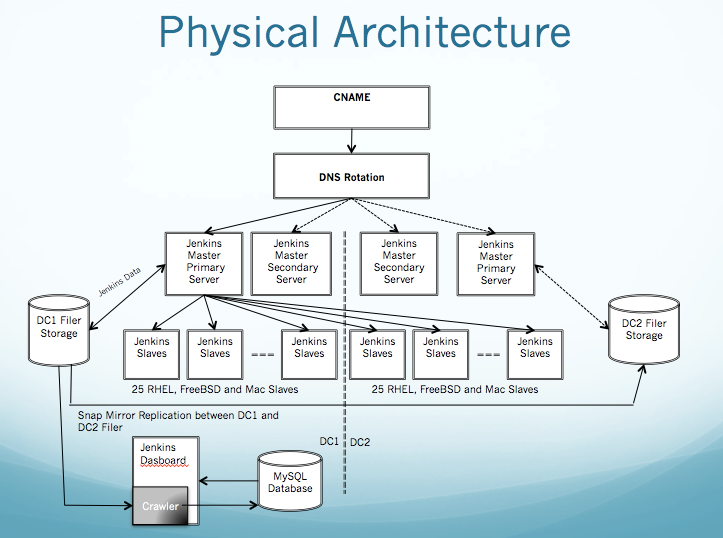 Physical Architecture
CNAME
DNS Rotation
Jenkins
Master
Primary
Server
Jenkins
Master
Secondary
Server
Jenkins
Master
Secondary
Server
Jenkins
Master
Primary
Server
Jenkins Data
DC1 Filer
Storage
DC2 Filer
Storage
Jenkins
Slaves
Jenkins
Slaves
Jenkins
Slaves
Jenkins
Slaves
Jenkins
Slaves
Jenkins
Slaves
25 RHEL, FreeBSD and Mac Slaves
25 RHEL, FreeBSD and Mac Slaves
Snap Mirror Replication between DC1 and
DC2 Filer
DC1
DC2
Jenkins
Dasboard
Crawler
MySQL
Database